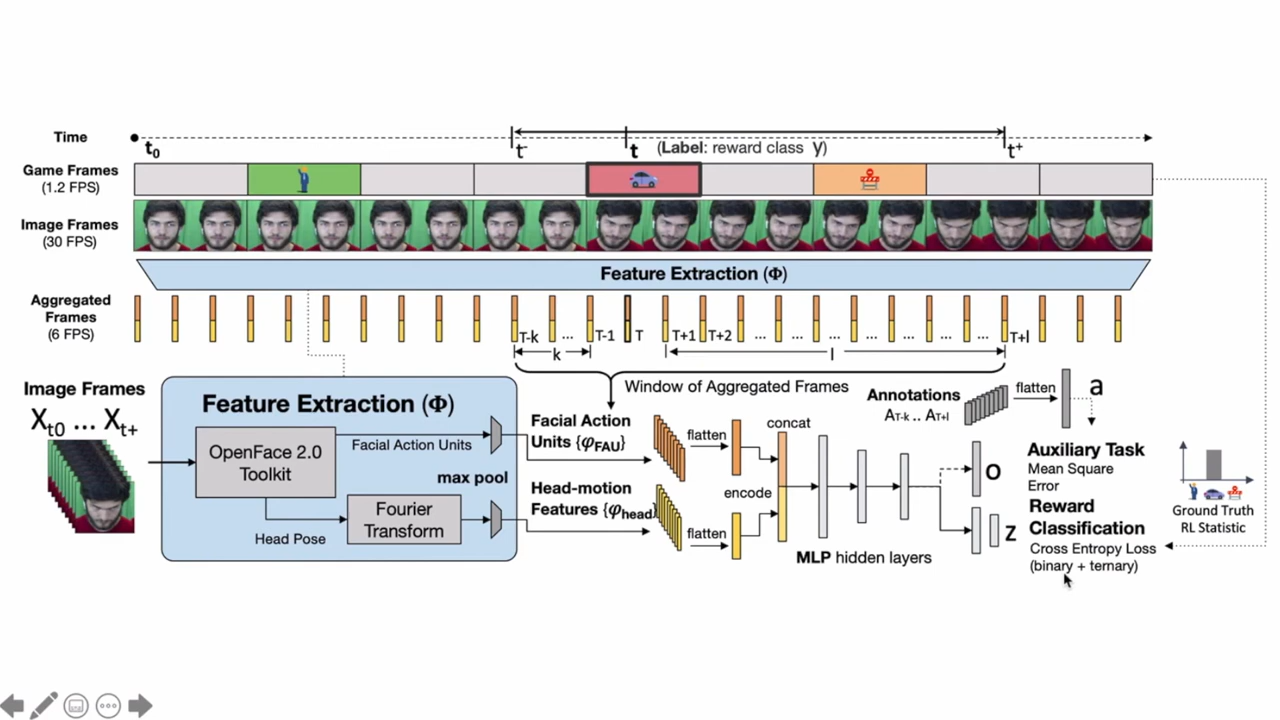 Time
t0
t-
t
(Label: reward class y)
t+
Game Frames
(1.2 FPS)
Image Frames
(30 FPS)
Feature Extraction (Φ)
Aggregated
Frames
(6 FPS)
T-k ... T-1 T T+1 T+2 ... ... ... ... ... ... ... T+l
k
l
Window of Aggregated Frames
Image Frames
Xt0 ... Xt+
Feature Extraction (Φ)
OpenFace 2.0
Toolkit
Facial Action Units
max pool
Fourier
Transform
Head Pose
Facial Action
Units {φFAU}
Head-motion
Features {φhead}
flatten
flatten
encode
concat
MLP hidden layers
Annotations
AT-k .. AT+l
flatten
a
o
z
Auxiliary Task
Mean Square
Error
Reward
Classification
Cross Entropy Loss
(binary + ternary)
Ground Truth
RL Statistic